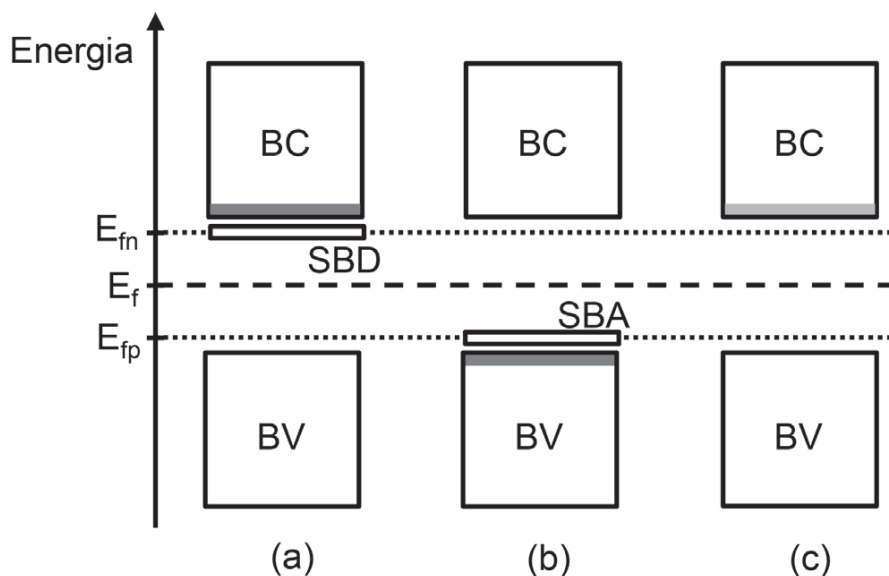 Energia
BC BC BC
E_fn
SBD
E_f
SBA
E_fp
BV BV BV
(a) (b) (c)